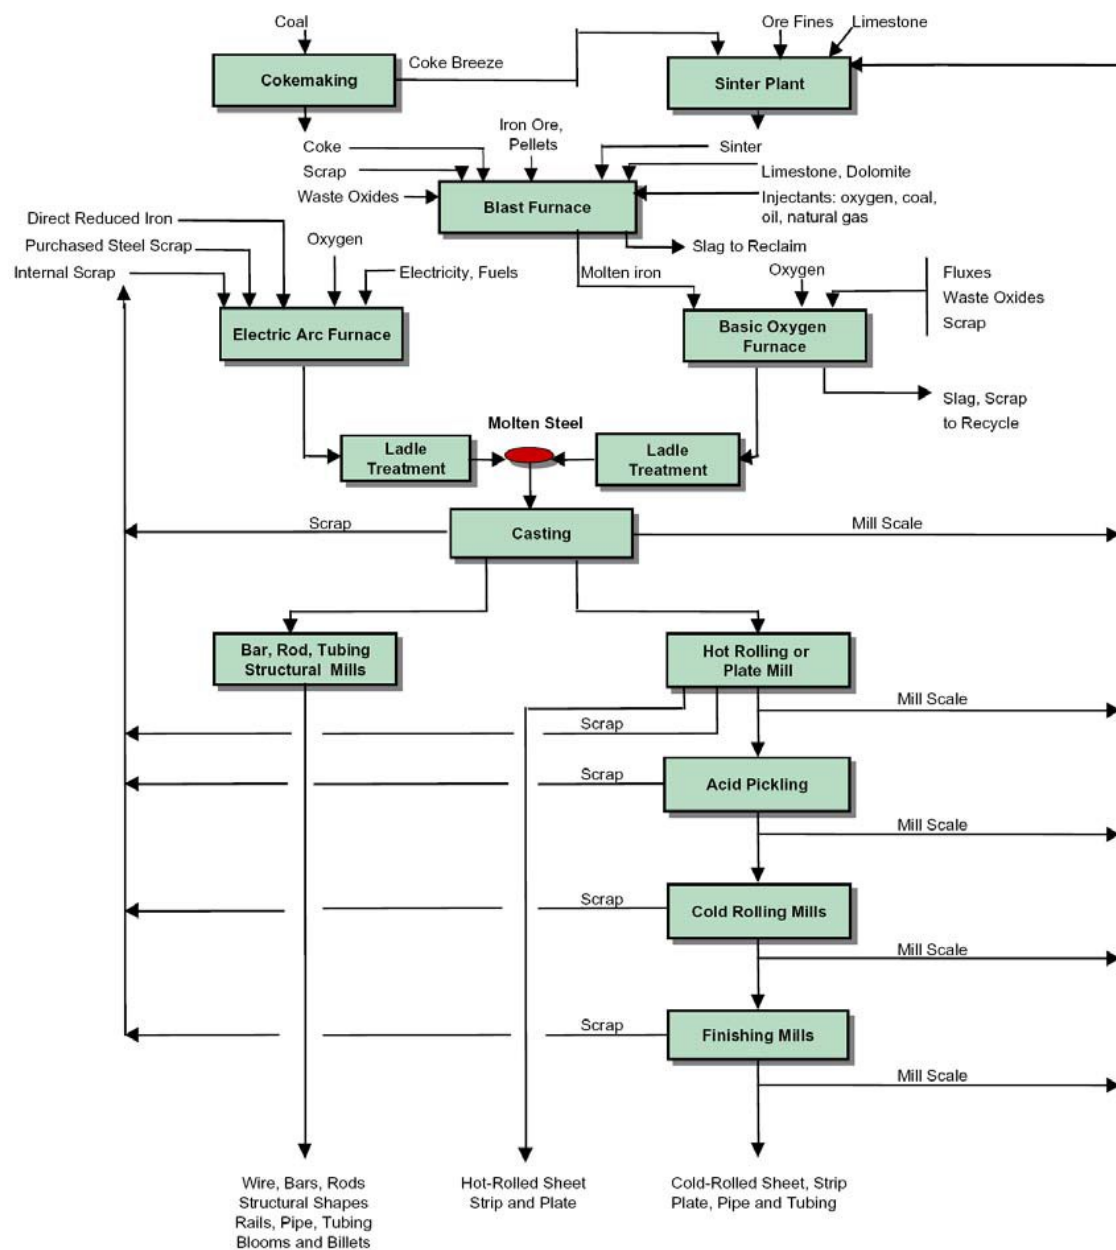 Coal
Ore Fines
Limestone
Coke Breeze
Cokemaking
Sinter Plant
Iron Ore,
Pellets
Coke
Sinter
Scrap
Limestone, Dolomite
Waste Oxides
Injectants: oxygen, coal,
oil, natural gas
Blast Furnace
Direct Reduced Iron
Purchased Steel Scrap
Oxygen
Slag to Reclaim
Internal Scrap
Electricity, Fuels
Molten iron
Oxygen
Fluxes
Waste Oxides
Scrap
Electric Arc Furnace
Basic Oxygen
Furnace
Slag, Scrap
to Recycle
Molten Steel
Ladle
Treatment
Ladle
Treatment
Scrap
Casting
Mill Scale
Bar, Rod, Tubing
Structural Mills
Hot Rolling or
Plate Mill
Mill Scale
Scrap
Scrap
Acid Pickling
Mill Scale
Scrap
Cold Rolling Mills
Mill Scale
Scrap
Finishing Mills
Mill Scale
Wire, Bars, Rods
Structural Shapes
Rails, Pipe, Tubing
Blooms and Billets
Hot-Rolled Sheet
Strip and Plate
Cold-Rolled Sheet, Strip
Plate, Pipe and Tubing